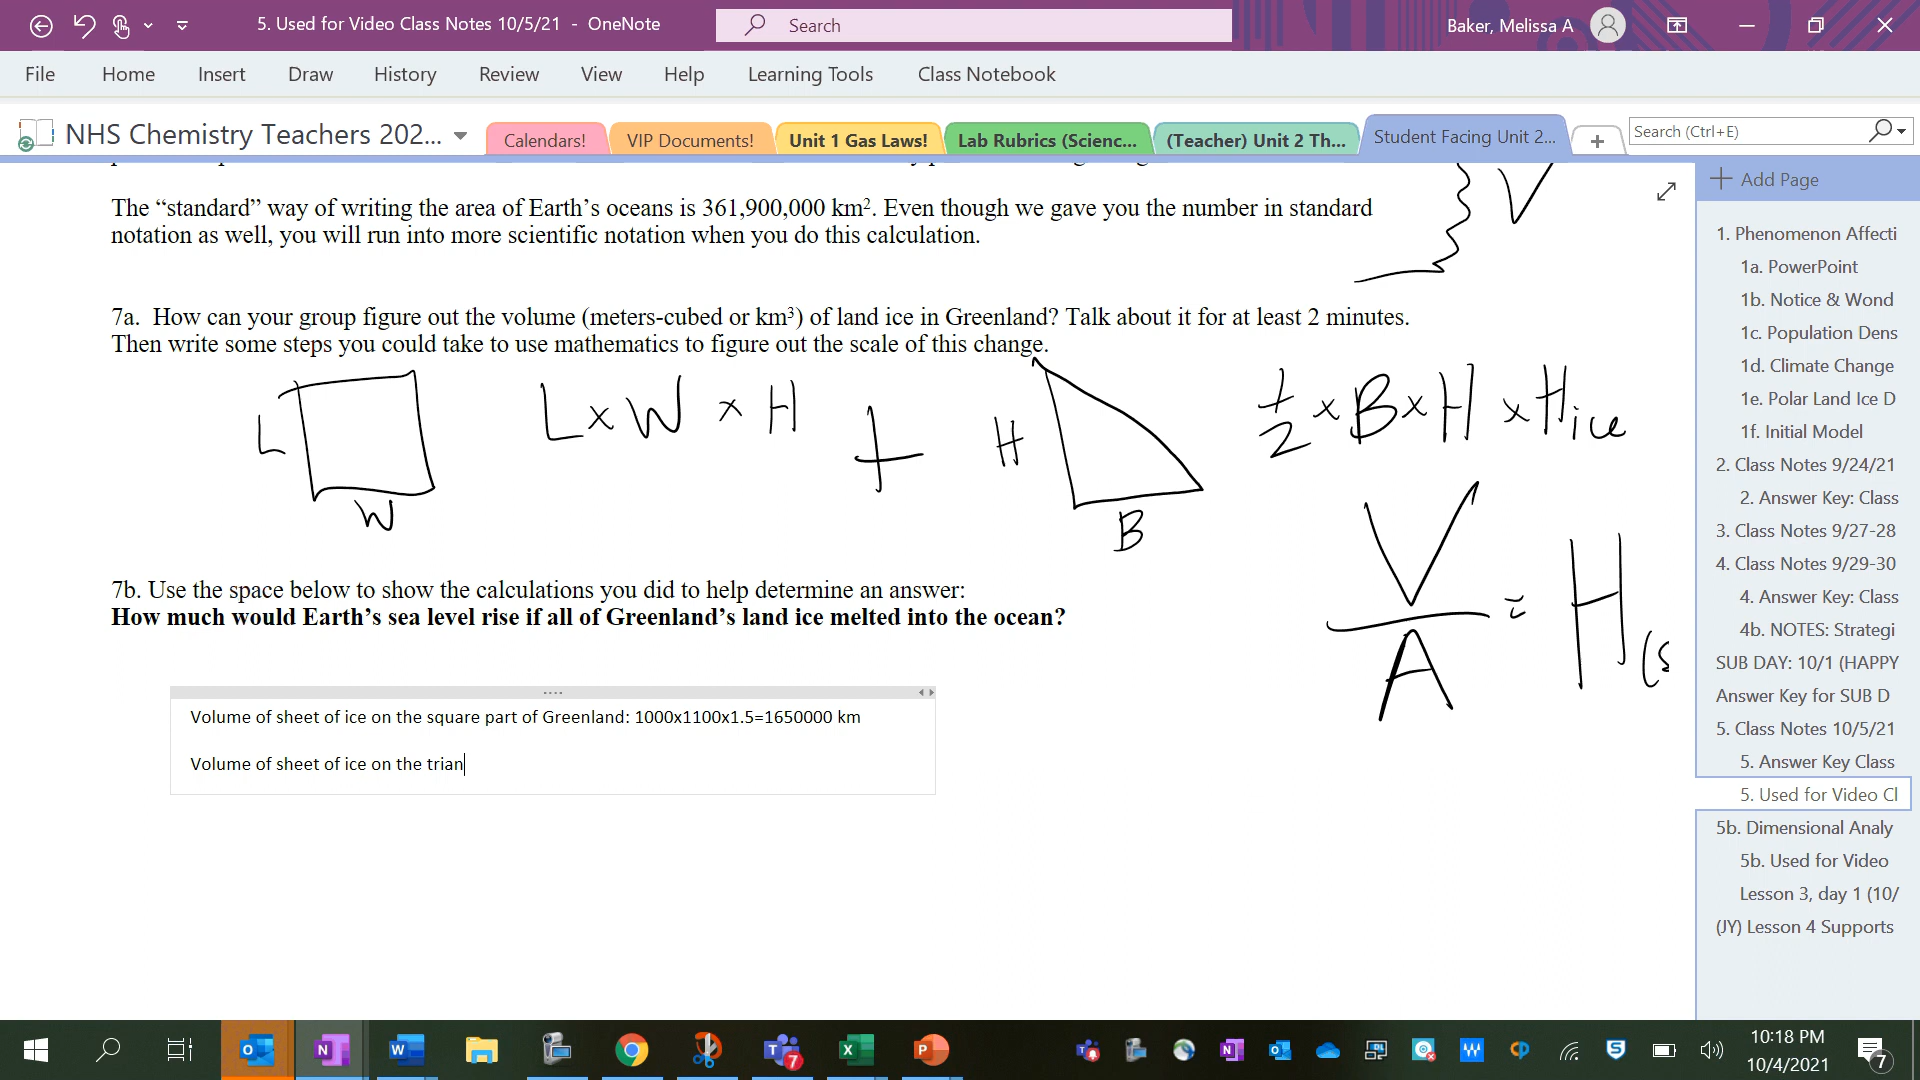 5. Used for Video Class Notes 10/5/21 - OneNote
Search
Baker, Melissa A
File Home Insert Draw History Review View Help Learning Tools Class Notebook
NHS Chemistry Teachers 202...
Calendars! VIP Documents! Unit 1 Gas Laws! Lab Rubrics (Scienc... (Teacher) Unit 2 Th... Student Facing Unit 2... +
Search (Ctrl+E)
The “standard” way of writing the area of Earth’s oceans is 361,900,000 km². Even though we gave you the number in standard
notation as well, you will run into more scientific notation when you do this calculation.
V
7a. How can your group figure out the volume (meters-cubed or km³) of land ice in Greenland? Talk about it for at least 2 minutes.
Then write some steps you could take to use mathematics to figure out the scale of this change.
L
W
L x W x H
+
H
B
1/2 x B x H x H ice
V/A = H
7b. Use the space below to show the calculations you did to help determine an answer:
How much would Earth’s sea level rise if all of Greenland’s land ice melted into the ocean?
Volume of sheet of ice on the square part of Greenland: 1000x1100x1.5=1650000 km
Volume of sheet of ice on the trian
Add Page
1. Phenomenon Affecti
1a. PowerPoint
1b. Notice & Wond
1c. Population Dens
1d. Climate Change
1e. Polar Land Ice D
1f. Initial Model
2. Class Notes 9/24/21
2. Answer Key: Class
3. Class Notes 9/27-28
4. Class Notes 9/29-30
4. Answer Key: Class
4b. NOTES: Strategi
SUB DAY: 10/1 (HAPPY
Answer Key for SUB D
5. Class Notes 10/5/21
5. Answer Key Class
5. Used for Video Cl
5b. Dimensional Analy
5b. Used for Video
Lesson 3, day 1 (10/
(JY) Lesson 4 Supports
10:18 PM
10/4/2021
7